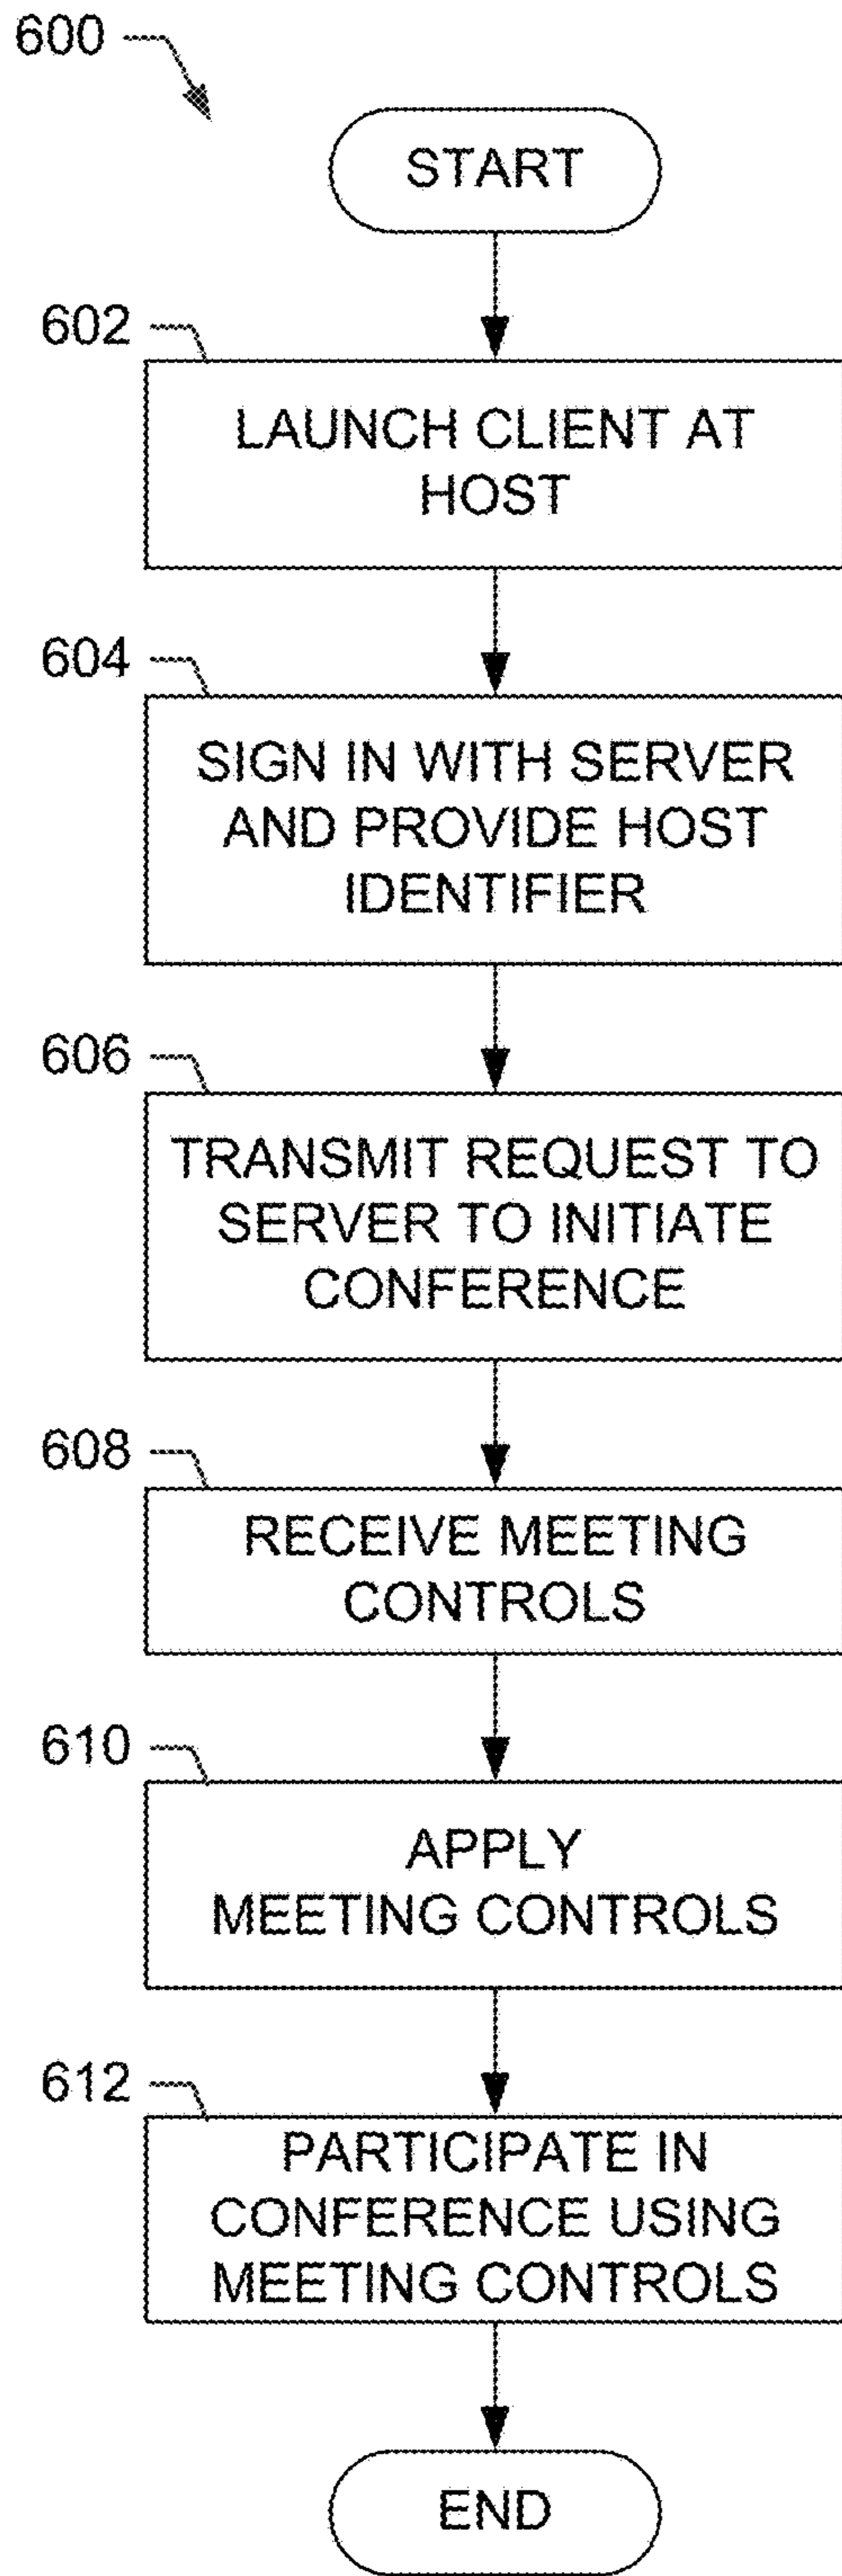 600
START
602
LAUNCH CLIENT AT
HOST
604
SIGN IN WITH SERVER
AND PROVIDE HOST
IDENTIFIER
606
TRANSMIT REQUEST TO
SERVER TO INITIATE
CONFERENCE
608
RECEIVE MEETING
CONTROLS
610
APPLY
MEETING CONTROLS
612
PARTICIPATE IN
CONFERENCE USING
MEETING CONTROLS
END